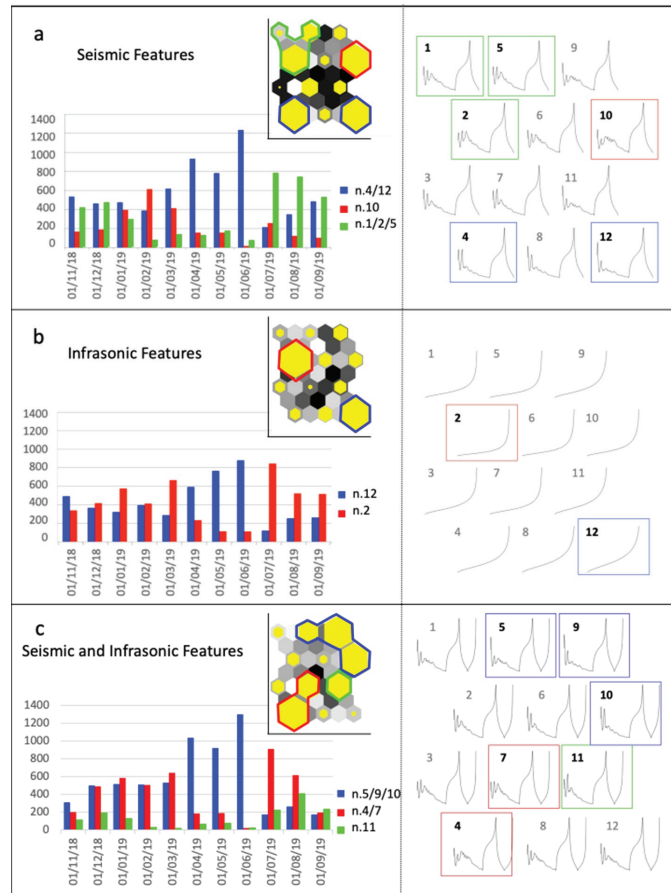 a
Seismic Features
1400
1200
1000
800
600
400
200
0
01/11/18
01/12/18
01/01/19
01/02/19
01/03/19
01/04/19
01/05/19
01/06/19
01/07/19
01/08/19
01/09/19
n.4/12
n.10
n.1/2/5
1 5 9
2 6 10
3 7 11
4 8 12
b
Infrasonic Features
1400
1200
1000
800
600
400
200
0
01/11/18
01/12/18
01/01/19
01/02/19
01/03/19
01/04/19
01/05/19
01/06/19
01/07/19
01/08/19
01/09/19
n.12
n.2
1 5 9
2 6 10
3 7 11
4 8 12
c
Seismic and Infrasonic Features
1400
1200
1000
800
600
400
200
0
01/11/18
01/12/18
01/01/19
01/02/19
01/03/19
01/04/19
01/05/19
01/06/19
01/07/19
01/08/19
01/09/19
n.5/9/10
n.4/7
n.11
1 5 9
2 6 10
3 7 11
4 8 12